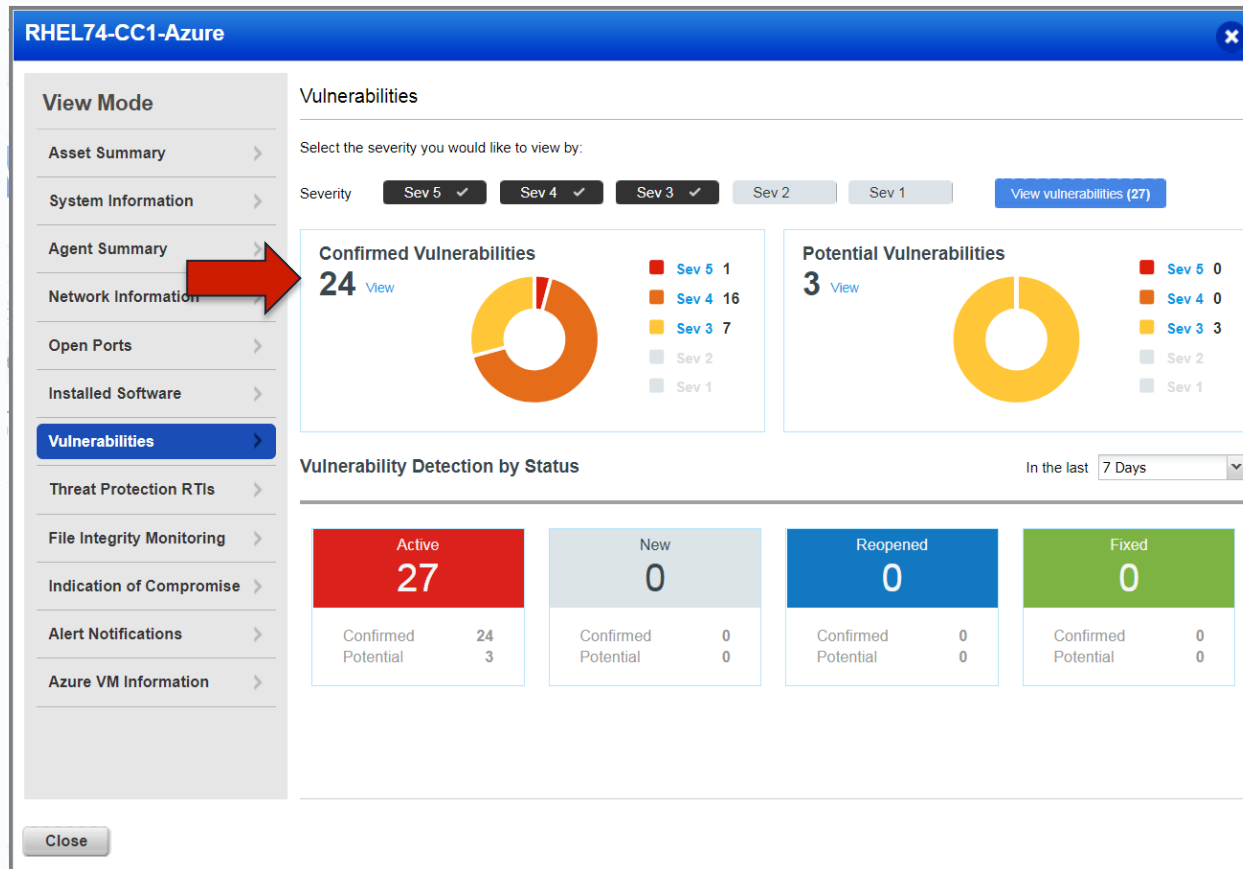 RHEL74-CC1-Azure
View Mode
Asset Summary
System Information
Agent Summary
Network Information
Open Ports
Installed Software
Vulnerabilities
Threat Protection RTIs
File Integrity Monitoring
Indication of Compromise
Alert Notifications
Azure VM Information
Vulnerabilities
Select the severity you would like to view by:
Severity Sev 5 Sev 4 Sev 3 Sev 2 Sev 1 View vulnerabilities (27)
Confirmed Vulnerabilities
24 View
Sev 5 1
Sev 4 16
Sev 3 7
Sev 2
Sev 1
Potential Vulnerabilities
3 View
Sev 5 0
Sev 4 0
Sev 3 3
Sev 2
Sev 1
Vulnerability Detection by Status In the last 7 Days
Active
27
Confirmed 24
Potential 3
New
0
Confirmed 0
Potential 0
Reopened
0
Confirmed 0
Potential 0
Fixed
0
Confirmed 0
Potential 0
Close